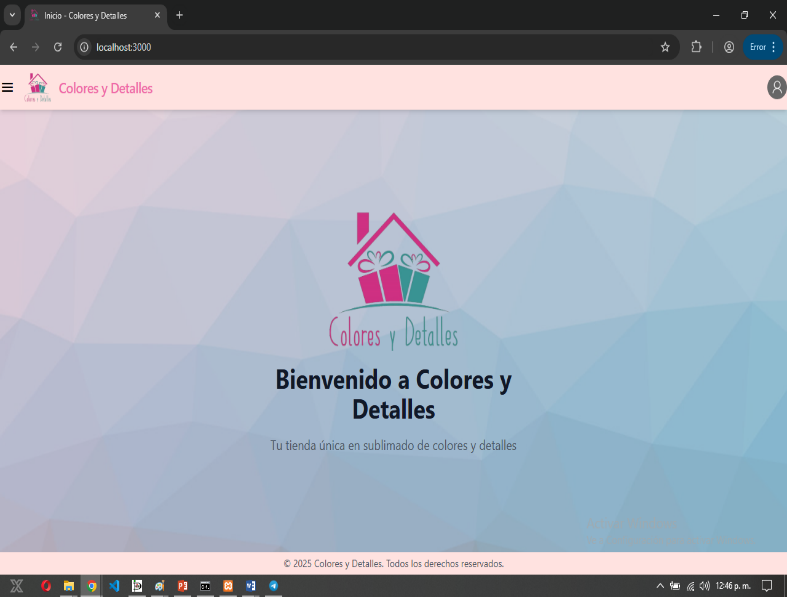 Inicio - Colores y Detalles
localhost:3000
Error
Colores y Detalles
Colores y Detalles
Bienvenido a Colores y
Detalles
Tu tienda única en sublimado de colores y detalles
© 2025 Colores y Detalles. Todos los derechos reservados.
12:46 p. m.